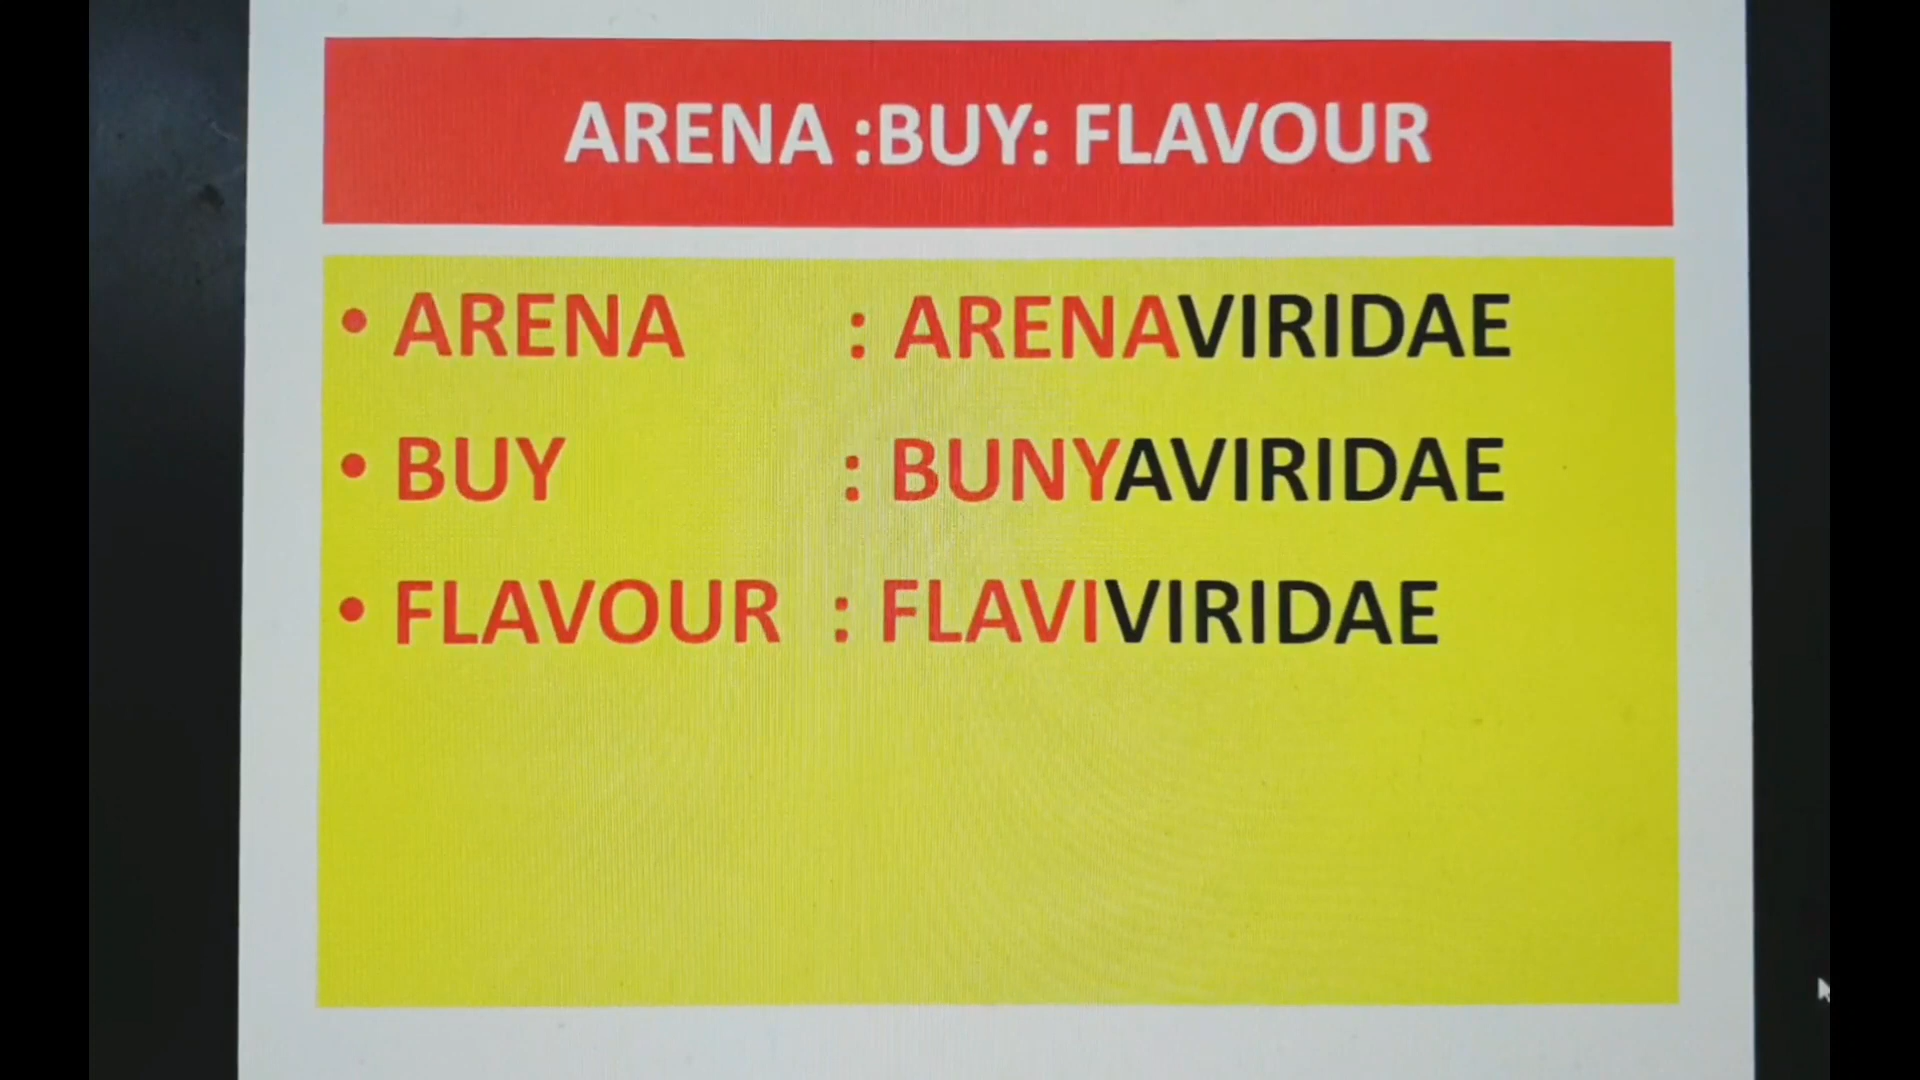 ARENA :BUY: FLAVOUR
• ARENA : ARENAVIRIDAE
• BUY : BUNYAVIRIDAE
• FLAVOUR : FLAVIVIRIDAE